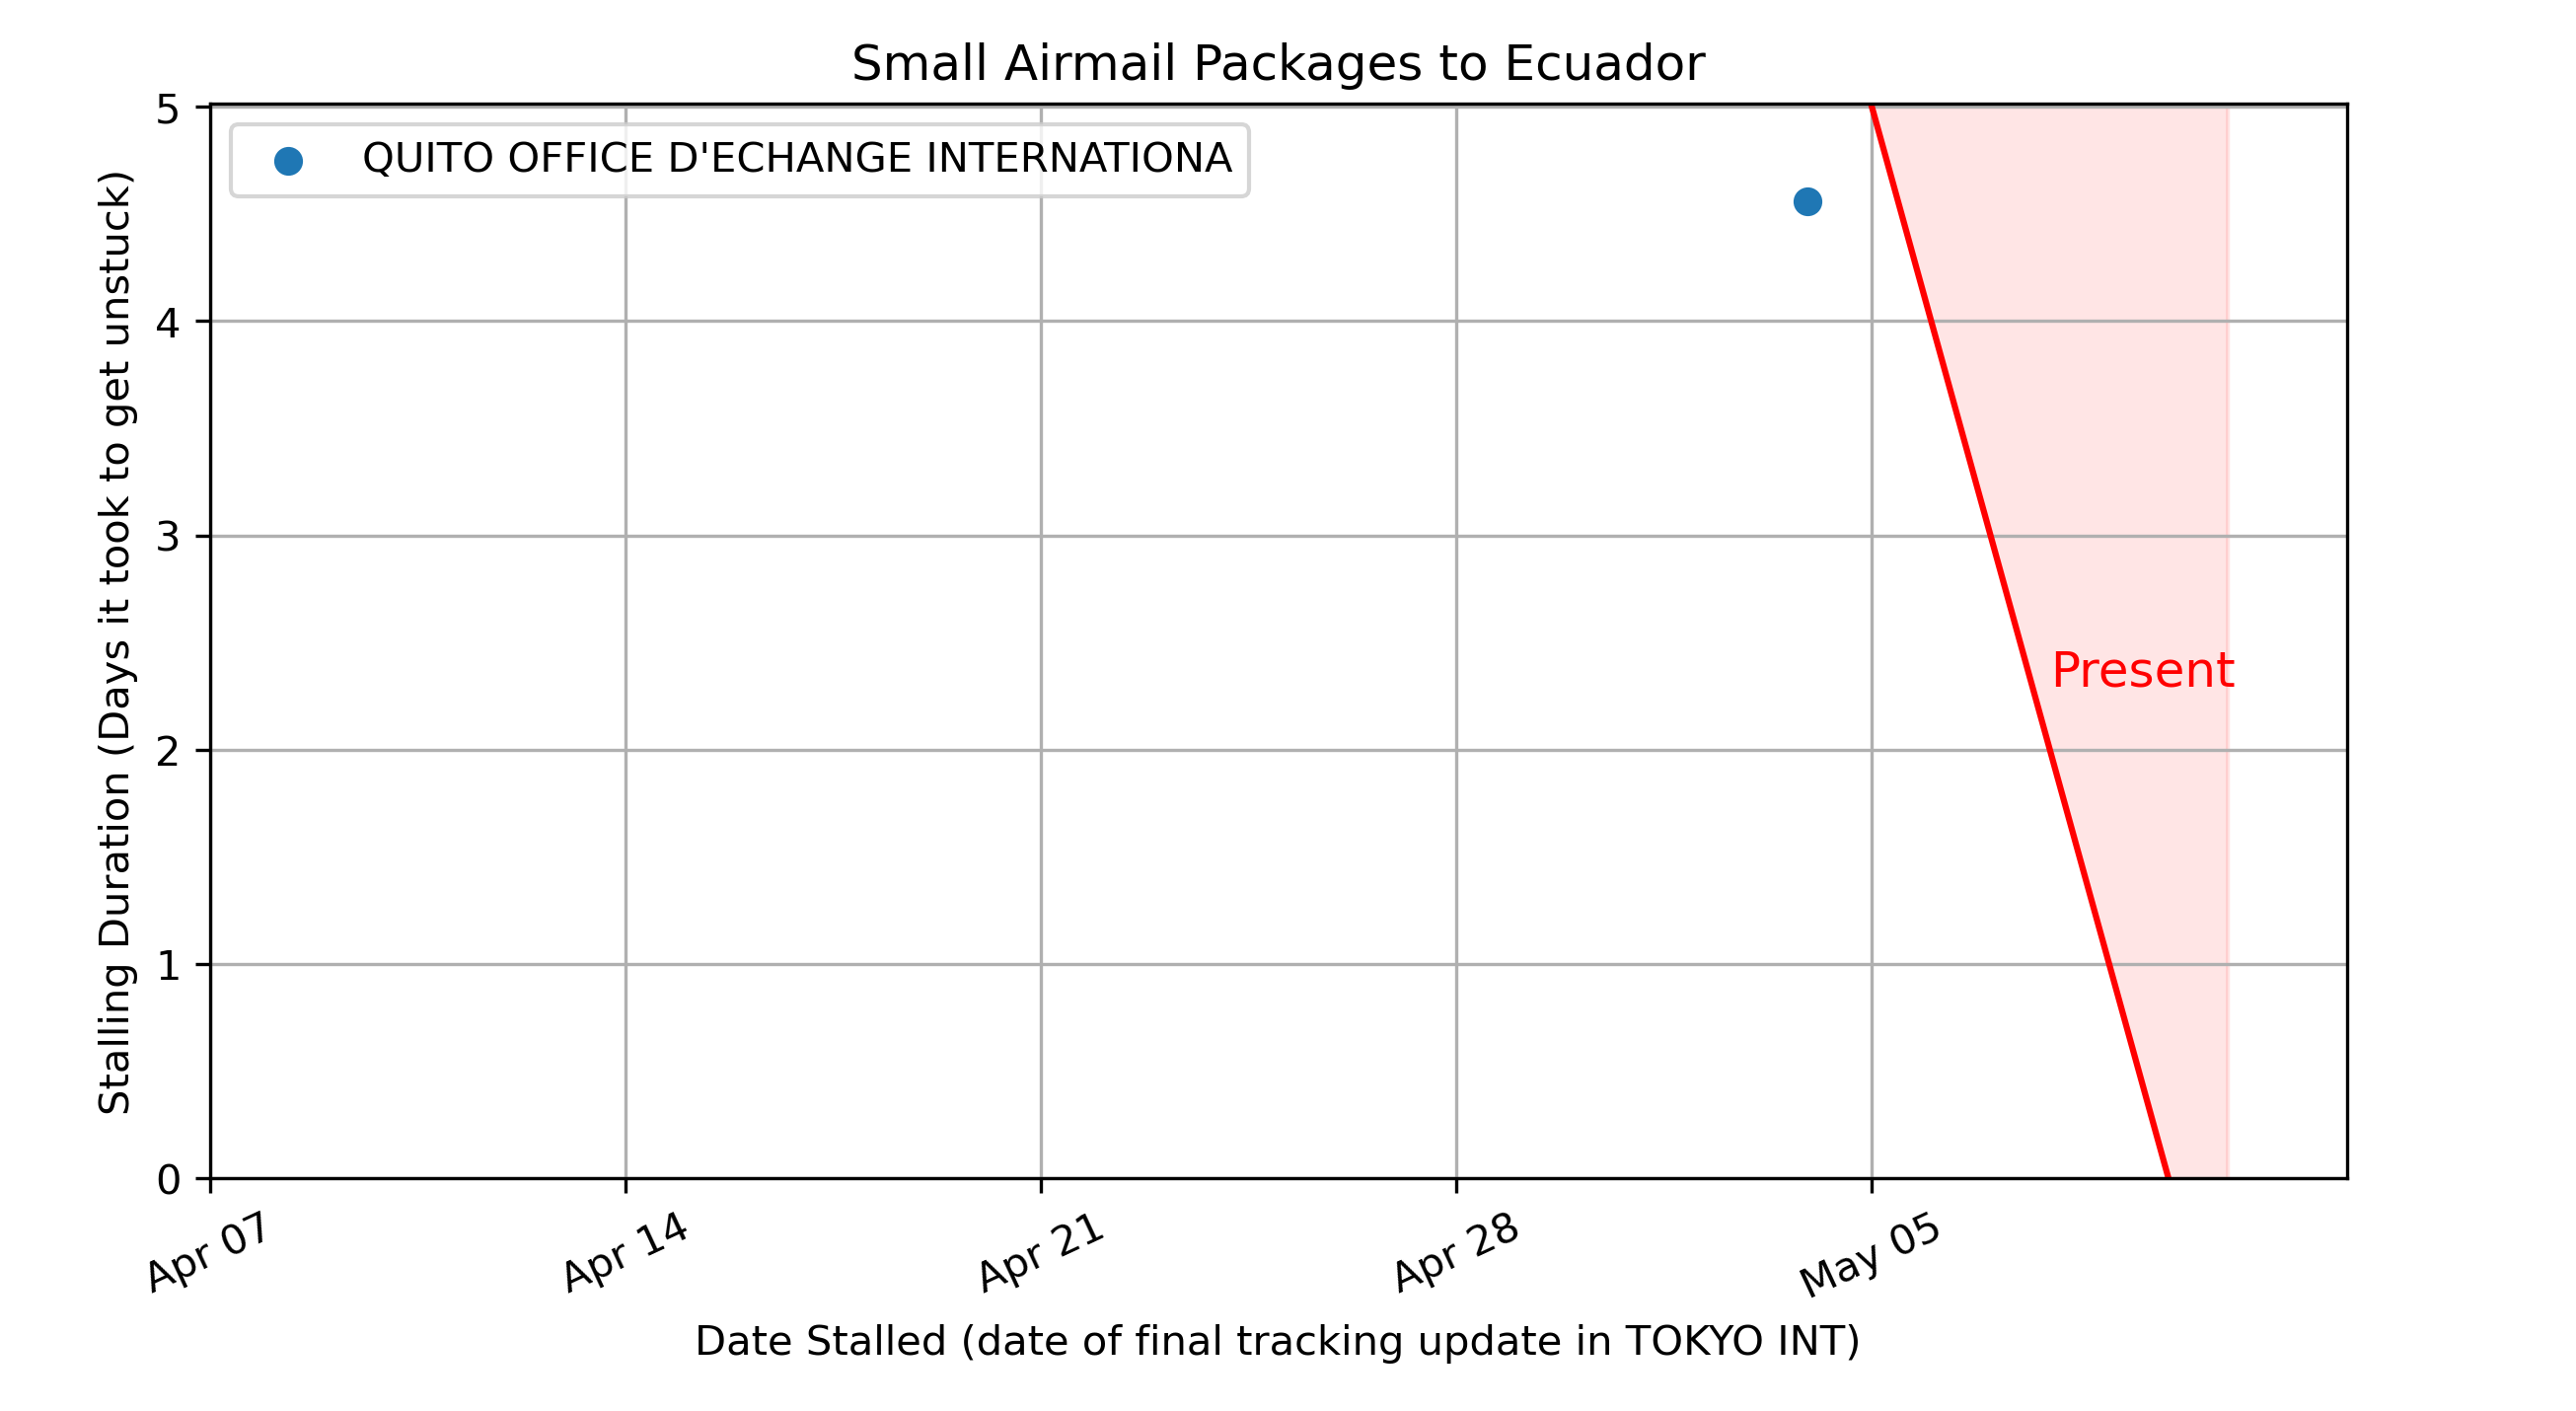 Small Airmail Packages to Ecuador
Stalling Duration (Days it took to get unstuck)
5
4
3
2
1
0
QUITO OFFICE D'ECHANGE INTERNATIONA
Present
Apr 07
Apr 14
Apr 21
Apr 28
May 05
Date Stalled (date of final tracking update in TOKYO INT)